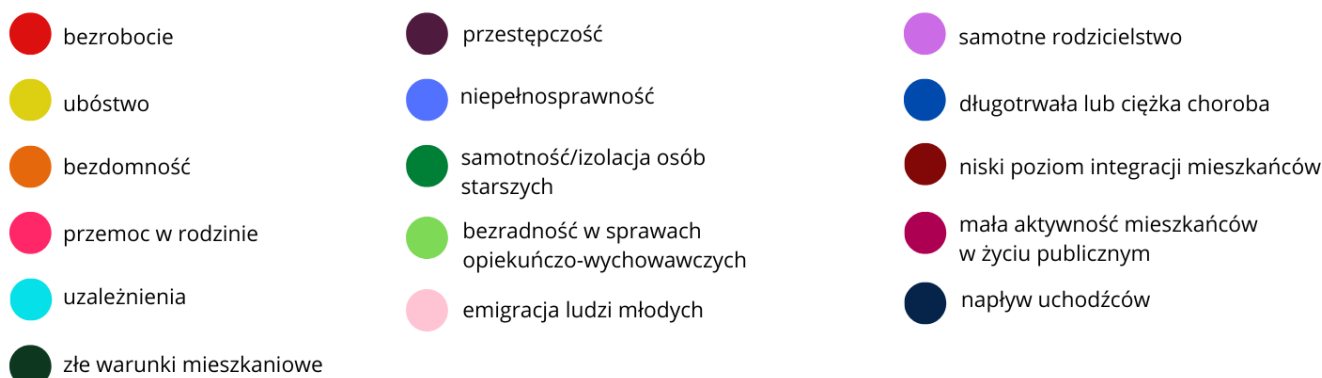 bezrobocie
ubóstwo
bezdomność
przemoc w rodzinie
uzależnienia
złe warunki mieszkaniowe
przestępczość
niepełnosprawność
samotność/izolacja osób
starszych
bezradność w sprawach
opiekuńczo-wychowawczych
emigracja ludzi młodych
samotne rodzicielstwo
długotrwała lub ciężka choroba
niski poziom integracji mieszkańców
mała aktywność mieszkańców
w życiu publicznym
napływ uchodźców